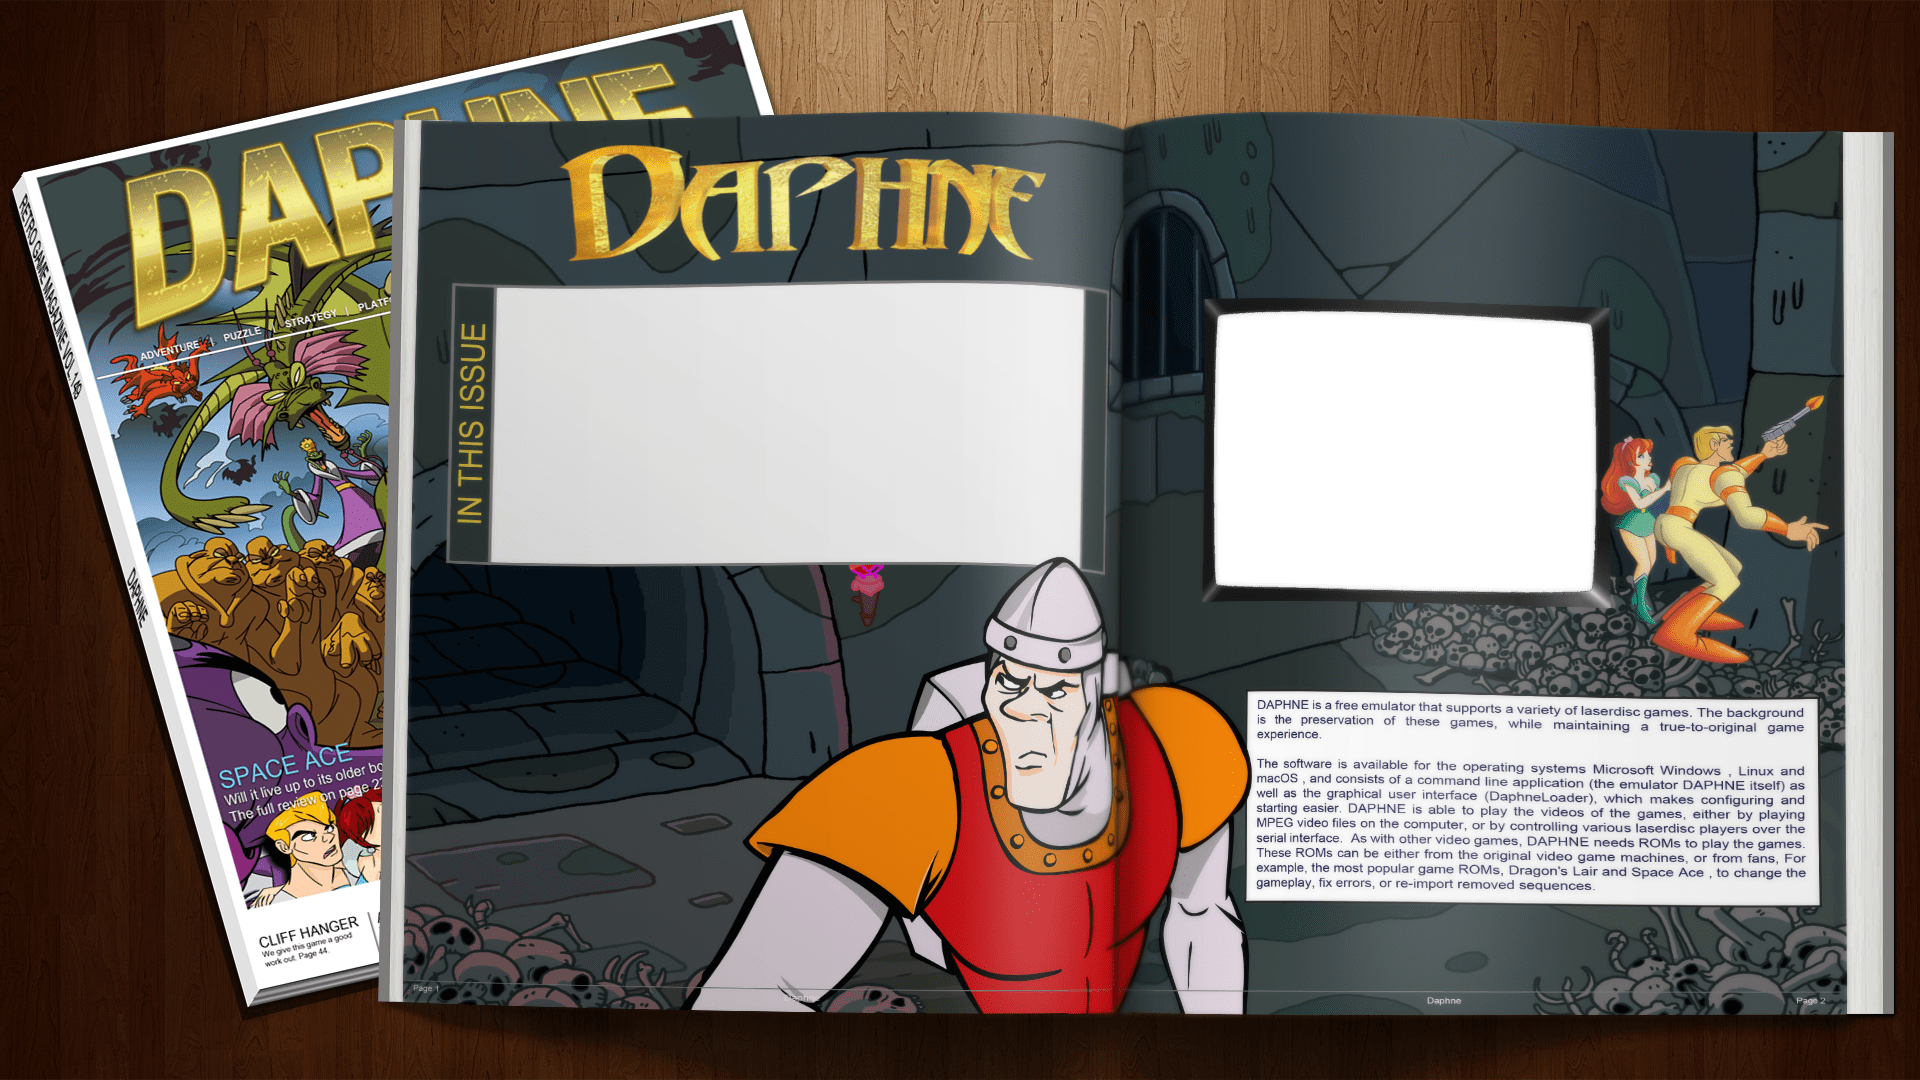 DAPHNE
ADVENTURE | PUZZLE | STRATEGY |
RETRO GAME MAGAZINE VOL. 149
DAPHNE
SPACE ACE
Will it live up to its older
The full review on page
CLIFF HANGER
We give this game a good
work out. Page 44.
DAPHNE
IN THIS ISSUE
Page 1
Daphne
DAPHNE is a free emulator that supports a variety of laserdisc games. The background
is the preservation of these games, while maintaining a true-to-original game
experience.
The software is available for the operating systems Microsoft Windows , Linux and
macOS , and consists of a command line application (the emulator DAPHNE itself) as
well as the graphical user interface (DaphneLoader), which makes configuring and
starting easier. DAPHNE is able to play the videos of the games, either by playing
MPEG video files on the computer, or by controlling various laserdisc players over the
serial interface. As with other video games, DAPHNE needs ROMs to play the games.
These ROMs can be either from the original video game machines, or from fans, For
example, the most popular game ROMs, Dragon's Lair and Space Ace , to change the
gameplay, fix errors, or re-import removed sequences.
Daphne
Page 2